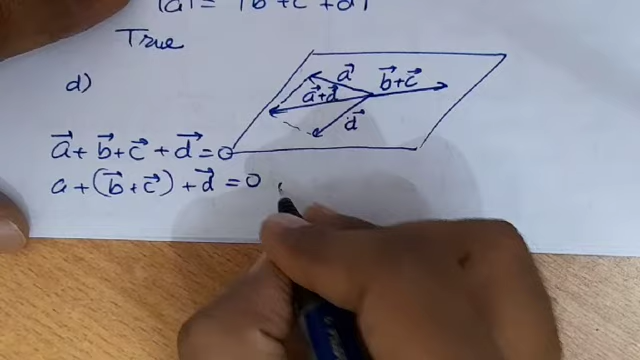 |a⃗| = |b⃗+c⃗+d⃗|
True
d)
a⃗
b⃗+c⃗
a⃗+d⃗
d⃗
a⃗ + b⃗ + c⃗ + d⃗ = 0
a + (b⃗ + c⃗) + d⃗ = 0